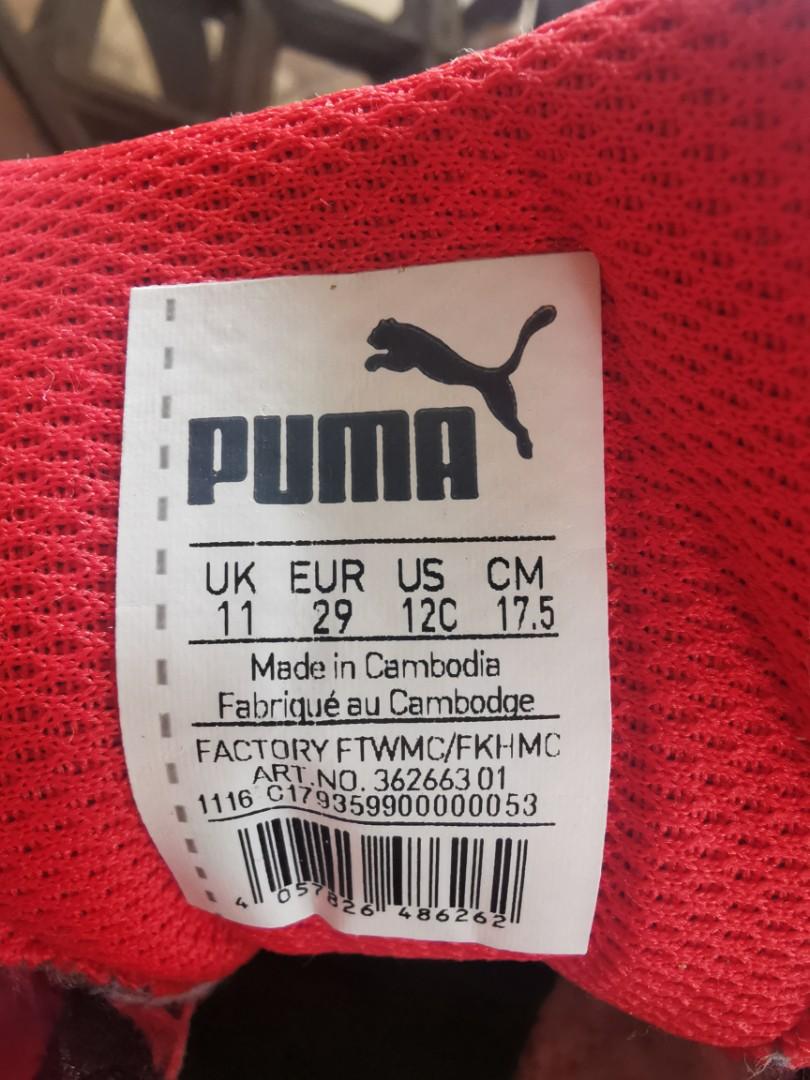 PUMA
UK EUR US CM
11 29 12C 17.5
Made in Cambodia
Fabriqué au Cambodge
FACTORY FTWMC/FKHMC
ART.NO. 362663 01
1116 C179359900000053
4 057826 486262